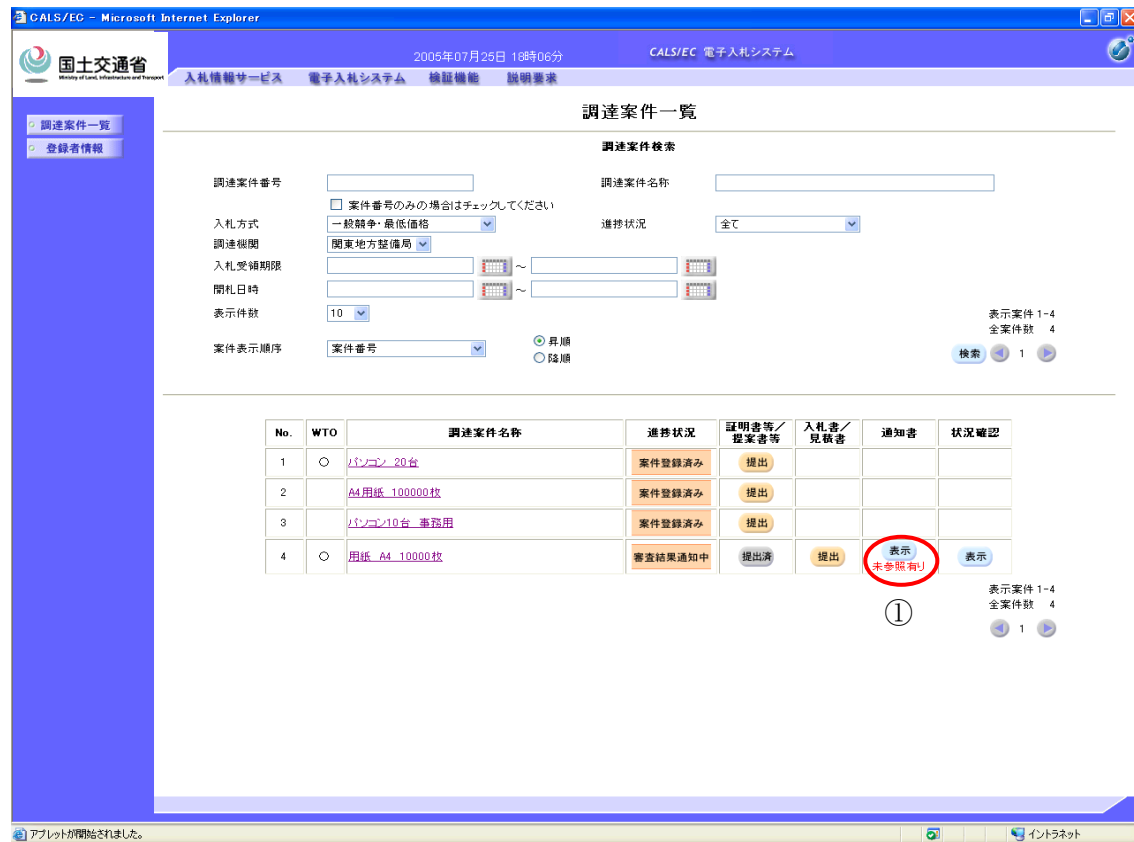 CALS/EC - Microsoft Internet Explorer
国土交通省
Ministry of Land, Infrastructure and Transport
2005年07月25日 18時06分
CALS/EC 電子入札システム
入札情報サービス 電子入札システム 検証機能 説明要求
調達案件一覧
登録者情報
調達案件一覧
調達案件検索
調達案件番号 調達案件名称
案件番号のみの場合はチェックしてください
入札方式 一般競争・最低価格 進捗状況 全て
調達機関 関東地方整備局
入札受領期限 ～
開札日時 ～
表示件数 10
案件表示順序 案件番号 昇順
降順
表示案件 1-4
全案件数 4
検索 1
No. WTO 調達案件名称 進捗状況 証明書等／提案書等 入札書／見積書 通知書 状況確認
1 ○ パソコン 20台 案件登録済み 提出
2 A4用紙 100000枚 案件登録済み 提出
3 パソコン10台 事務用 案件登録済み 提出
4 ○ 用紙 A4 10000枚 審査結果通知中 提出済 提出 表示 表示
未参照有り
①
表示案件 1-4
全案件数 4
1
アプレットが開始されました。 イントラネット